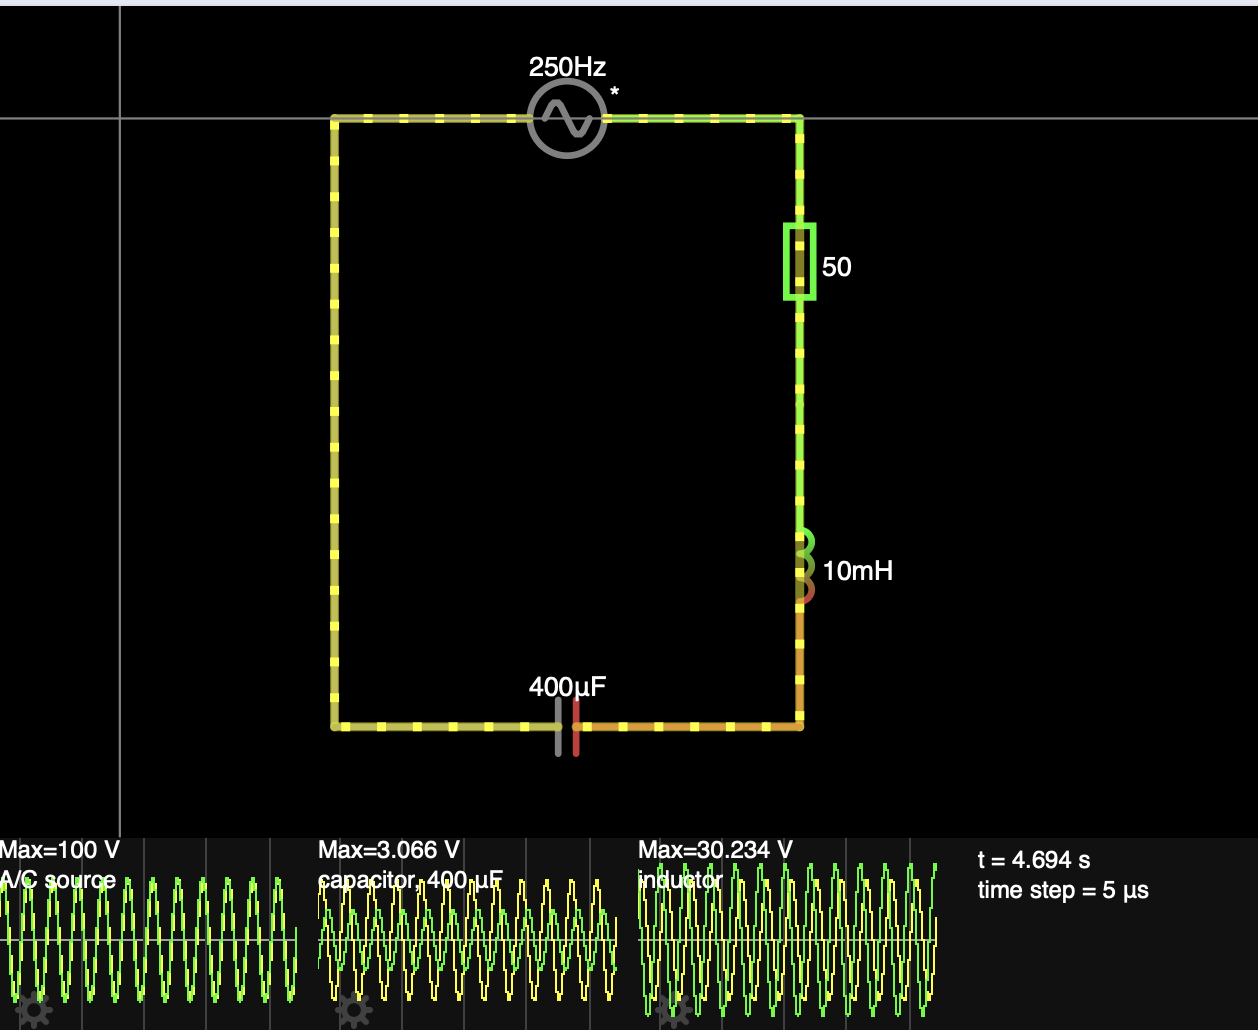 250Hz
*
50
10mH
400µF
Max=100 V
A/C source
Max=3.066 V
capacitor, 400 µF
Max=30.234 V
inductor
t = 4.694 s
time step = 5 µs